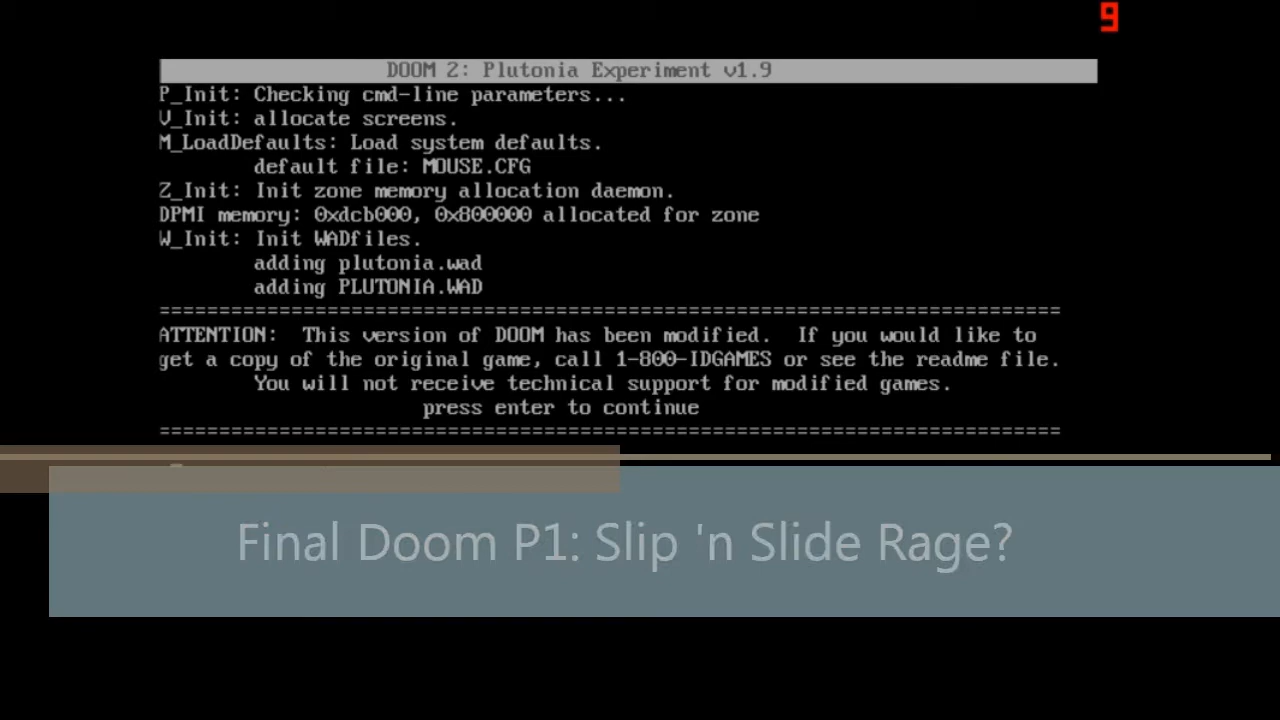 9
DOOM 2: Plutonia Experiment v1.9
P_Init: Checking cmd-line parameters...
V_Init: allocate screens.
M_LoadDefaults: Load system defaults.
default file: MOUSE.CFG
Z_Init: Init zone memory allocation daemon.
DPMI memory: 0xdcb000, 0x800000 allocated for zone
W_Init: Init WADfiles.
adding plutonia.wad
adding PLUTONIA.WAD
===========================================================================
ATTENTION:  This version of DOOM has been modified.  If you would like to
get a copy of the original game, call 1-800-IDGAMES or see the readme file.
You will not receive technical support for modified games.
press enter to continue
===========================================================================
Final Doom P1: Slip 'n Slide Rage?